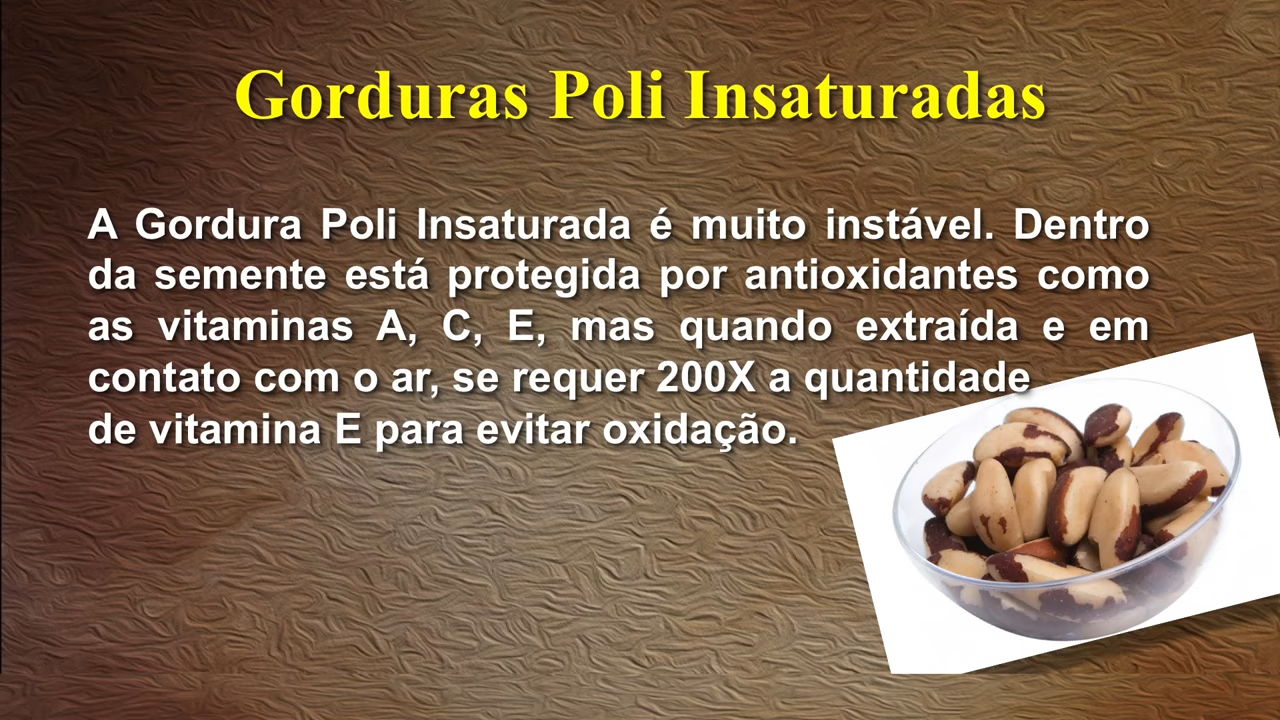 Gorduras Poli Insaturadas
A Gordura Poli Insaturada é muito instável. Dentro
da semente está protegida por antioxidantes como
as vitaminas A, C, E, mas quando extraída e em
contato com o ar, se requer 200X a quantidade
de vitamina E para evitar oxidação.